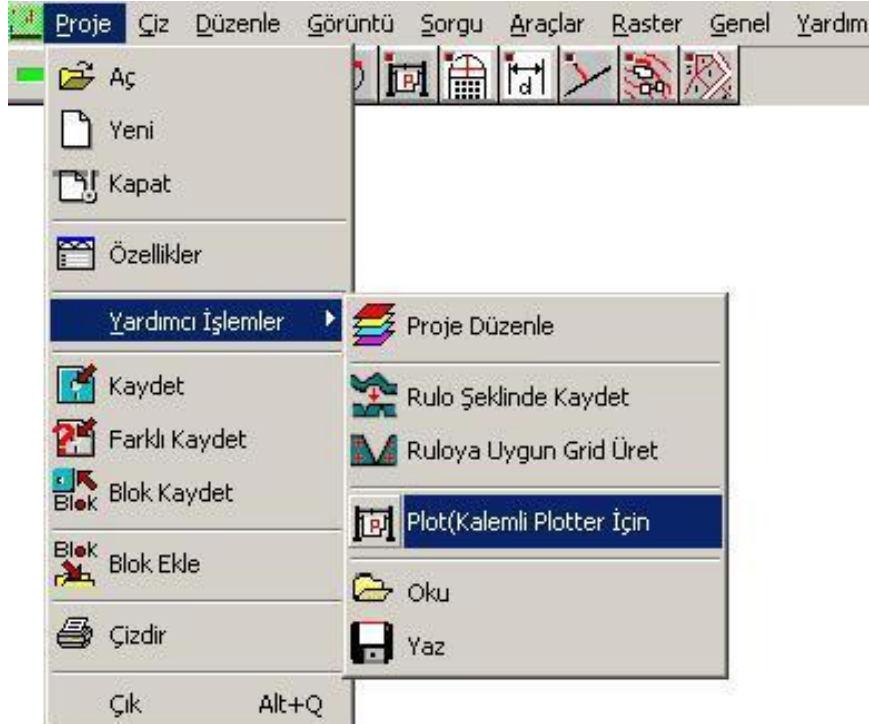 Proje Çiz Düzenle Görüntü Sorgu Araçlar Raster Genel Yardım
Aç
Yeni
Kapat
Özellikler
Yardımcı İşlemler
Kaydet
Farklı Kaydet
Blok Blok Kaydet
Blok Blok Ekle
Çizdir
Çık Alt+Q
Proje Düzenle
Rulo Şeklinde Kaydet
Ruloya Uygun Grid Üret
Plot(Kalemli Plotter İçin
Oku
Yaz